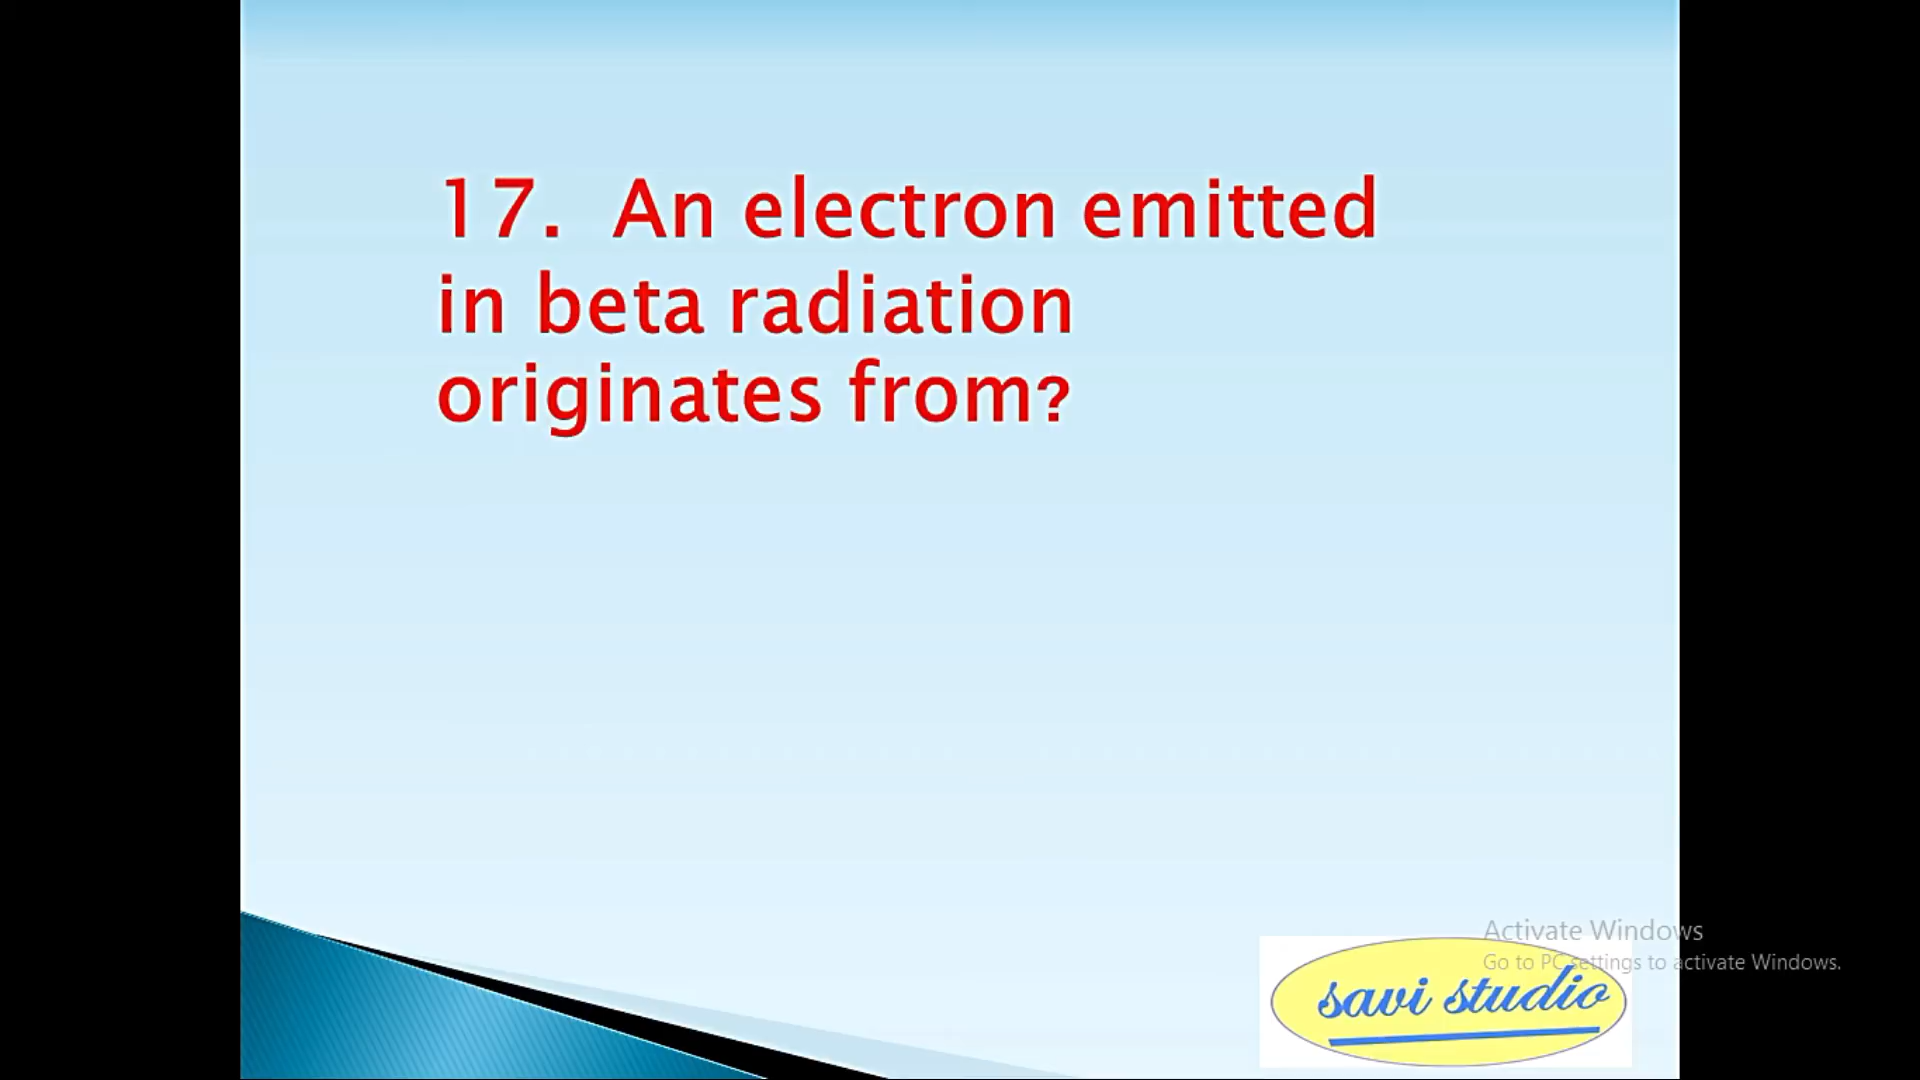 17. An electron emitted
in beta radiation
originates from?
Activate Windows
Go to PC settings to activate Windows.
savi studio